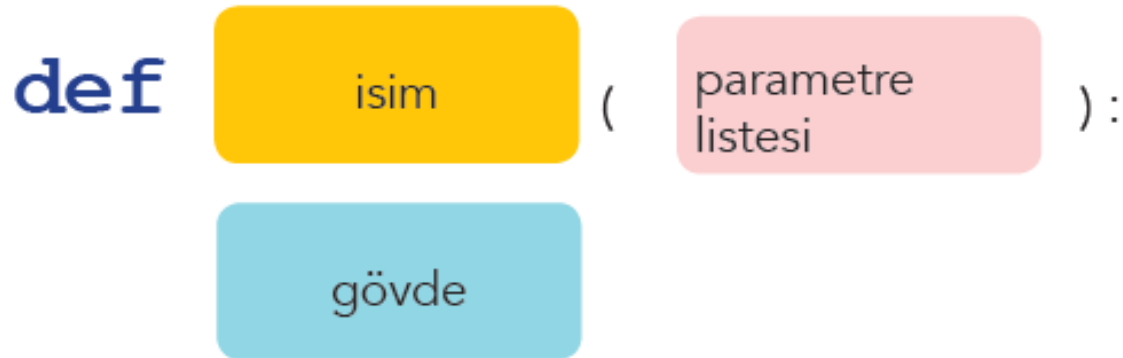 def isim ( parametre listesi ) :
gövde